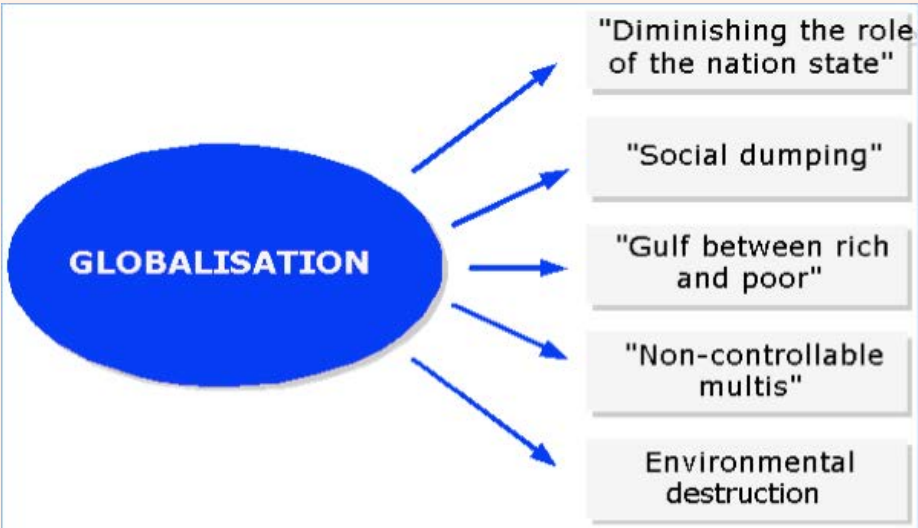 GLOBALISATION
"Diminishing the role
of the nation state"
"Social dumping"
"Gulf between rich
and poor"
"Non-controllable
multis"
Environmental
destruction